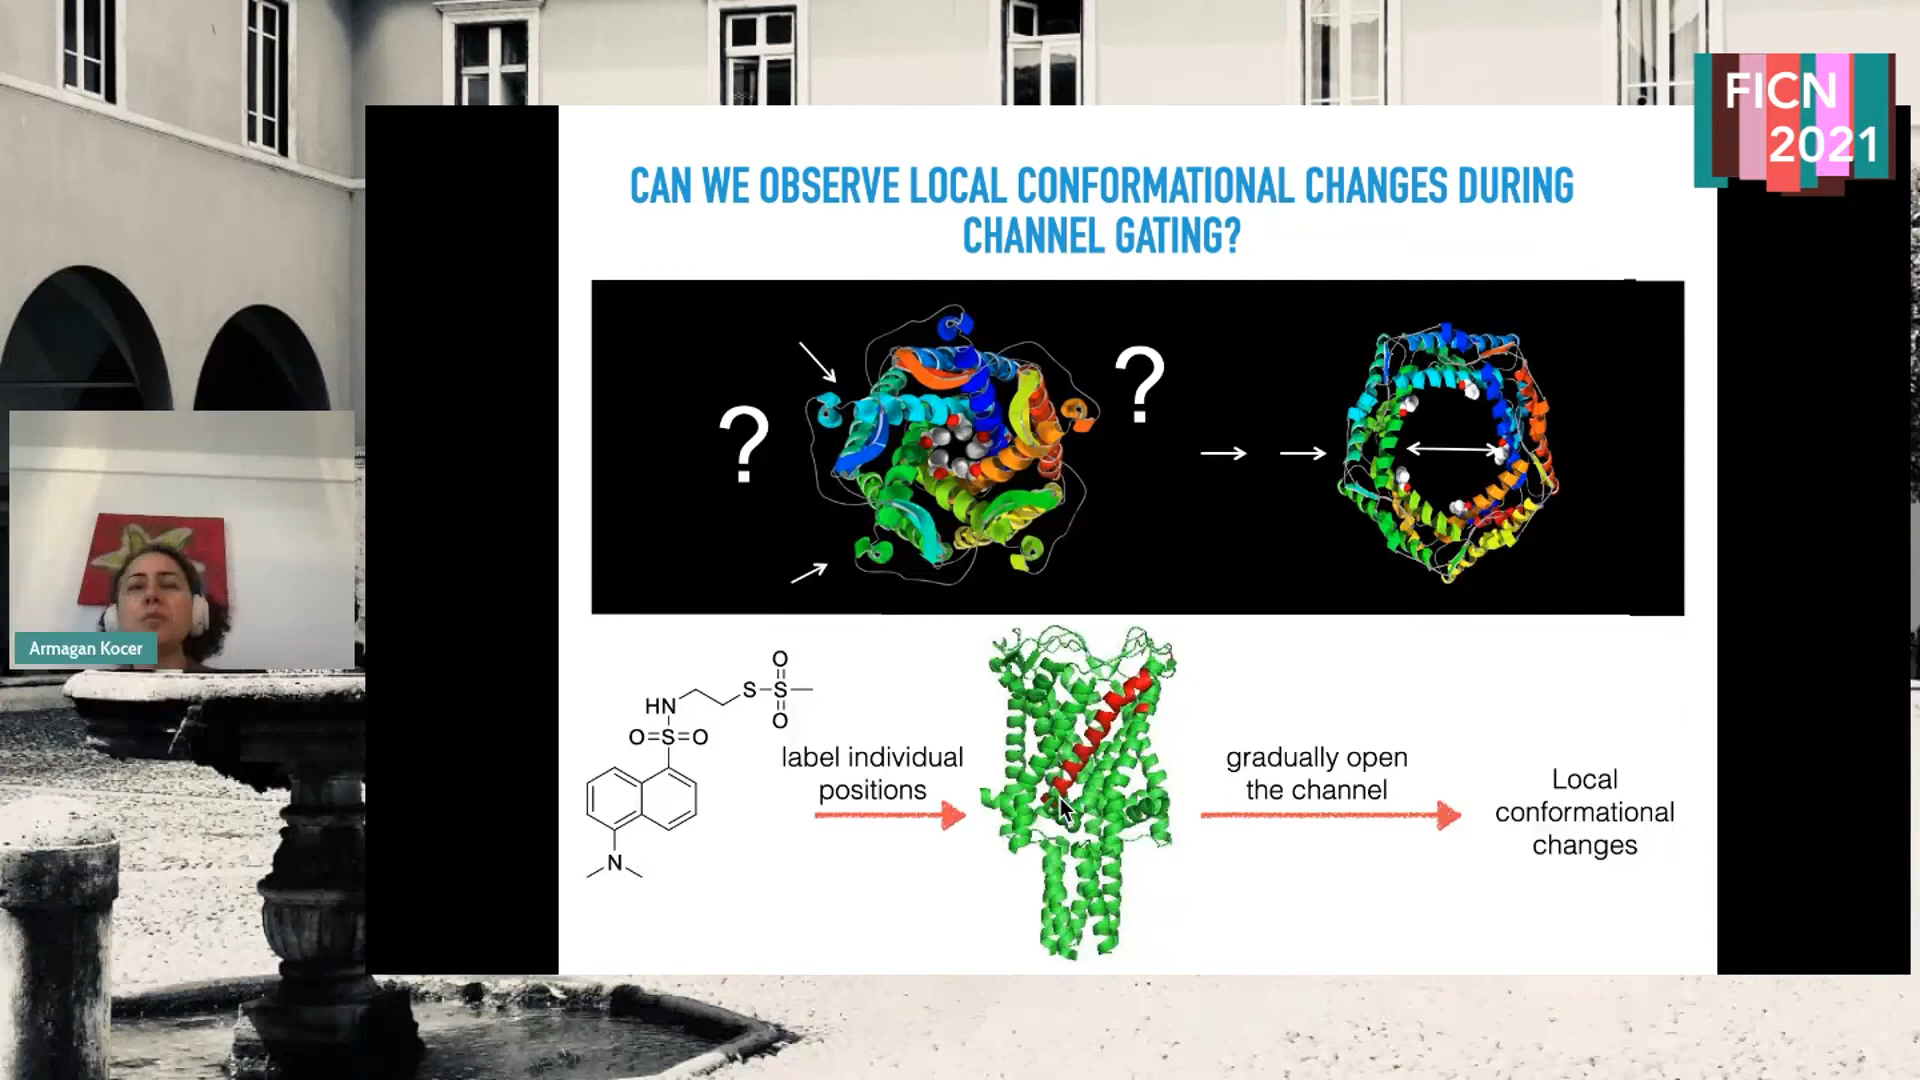 FICN
2021
CAN WE OBSERVE LOCAL CONFORMATIONAL CHANGES DURING
CHANNEL GATING?
?
?
Armagan Kocer
O
HN
S
S
O
O=S=O
N
label individual
positions
gradually open
the channel
Local
conformational
changes